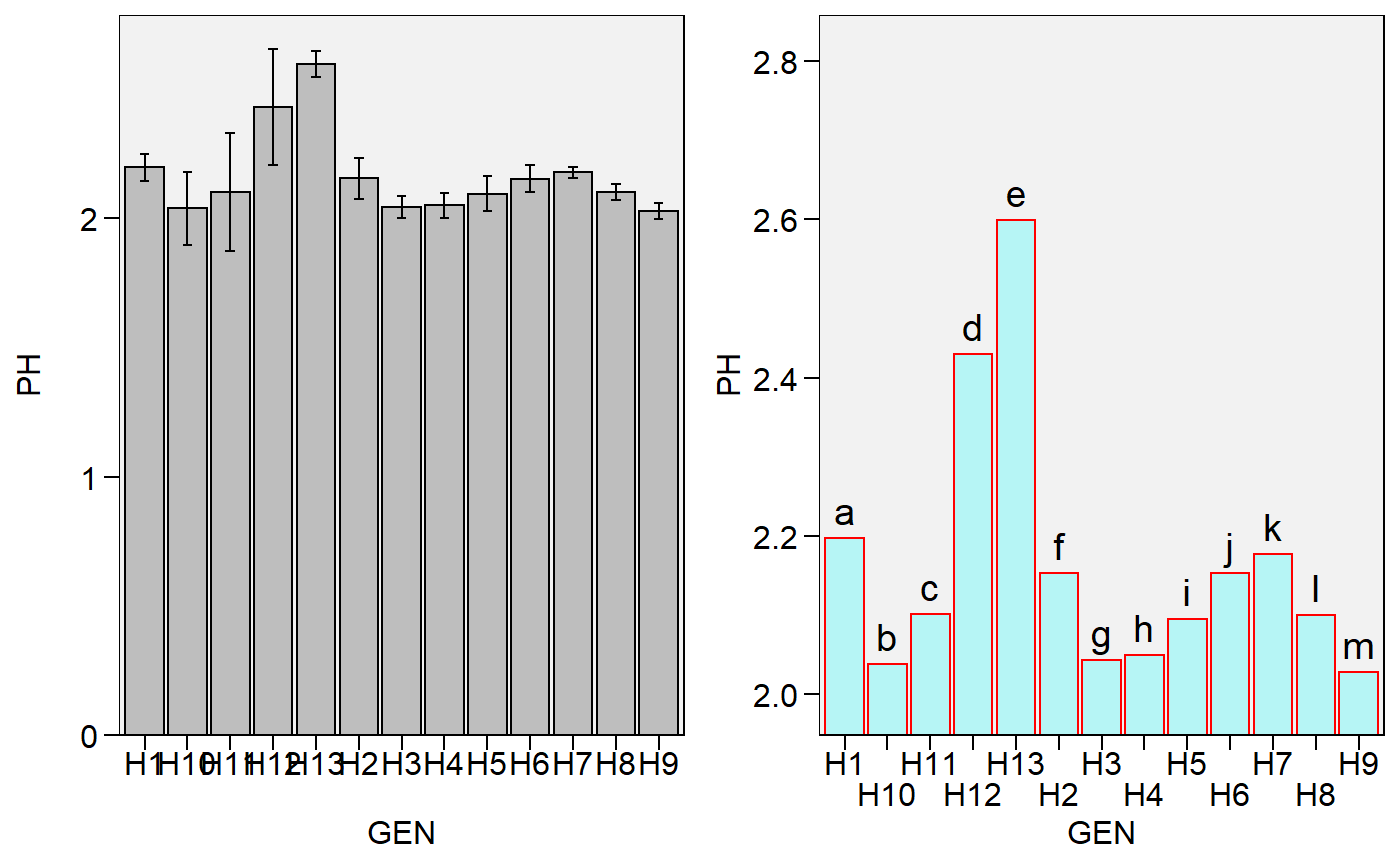 PH
2
1
0
H1 H10 H11 H12 H13 H2 H3 H4 H5 H6 H7 H8 H9
GEN
PH
2.8
2.6
2.4
2.2
2.0
a b c d e f g h i j k l m
H1 H11 H13 H3 H5 H7 H9
H10 H12 H2 H4 H6 H8
GEN